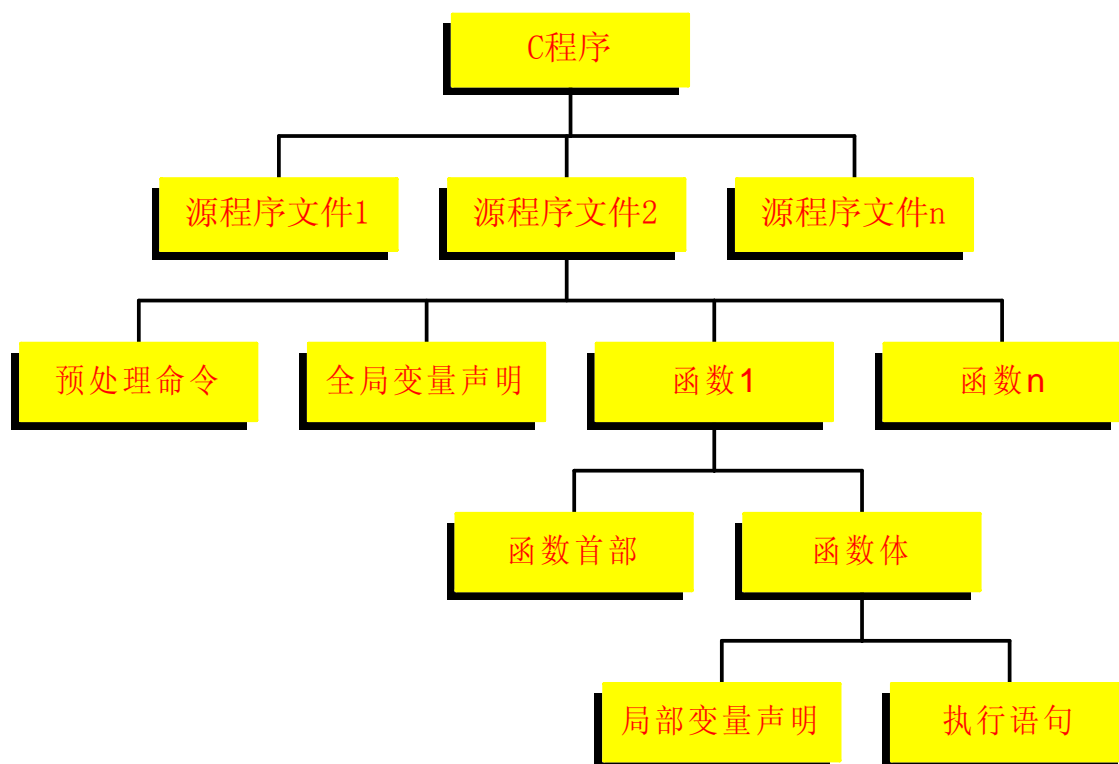 C程序
源程序文件1
源程序文件2
源程序文件n
预处理命令
全局变量声明
函数1
函数n
函数首部
函数体
局部变量声明
执行语句